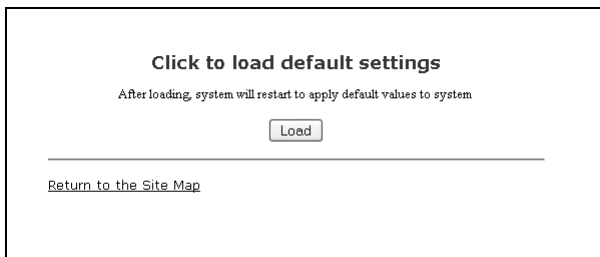 Click to load default settings
After loading, system will restart to apply default values to system
Load
Return to the Site Map